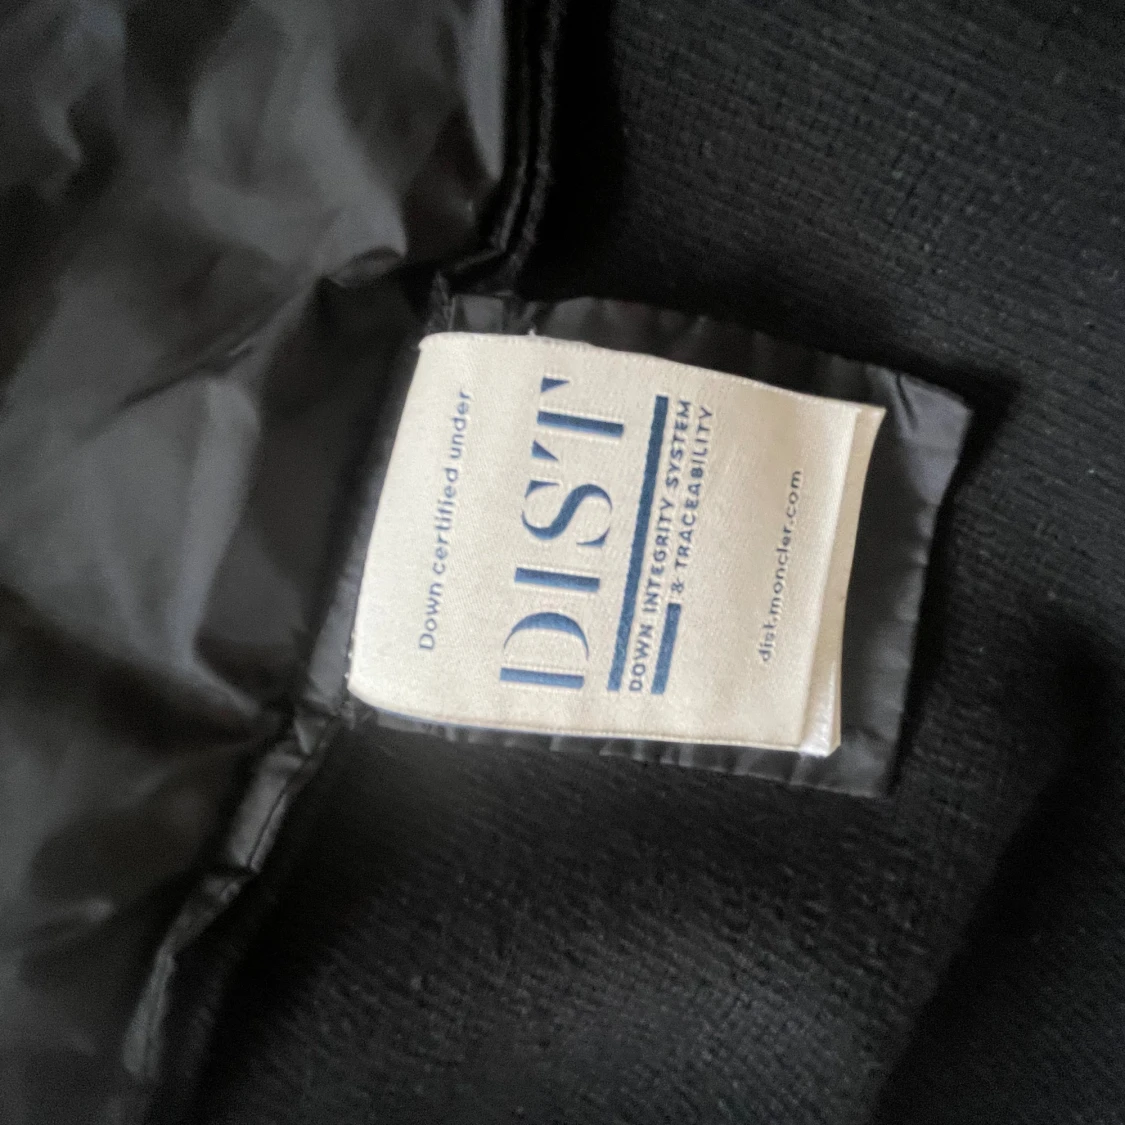 Down certified under
DIST
DOWN INTEGRITY SYSTEM
& TRACEABILITY
dist.moncler.com